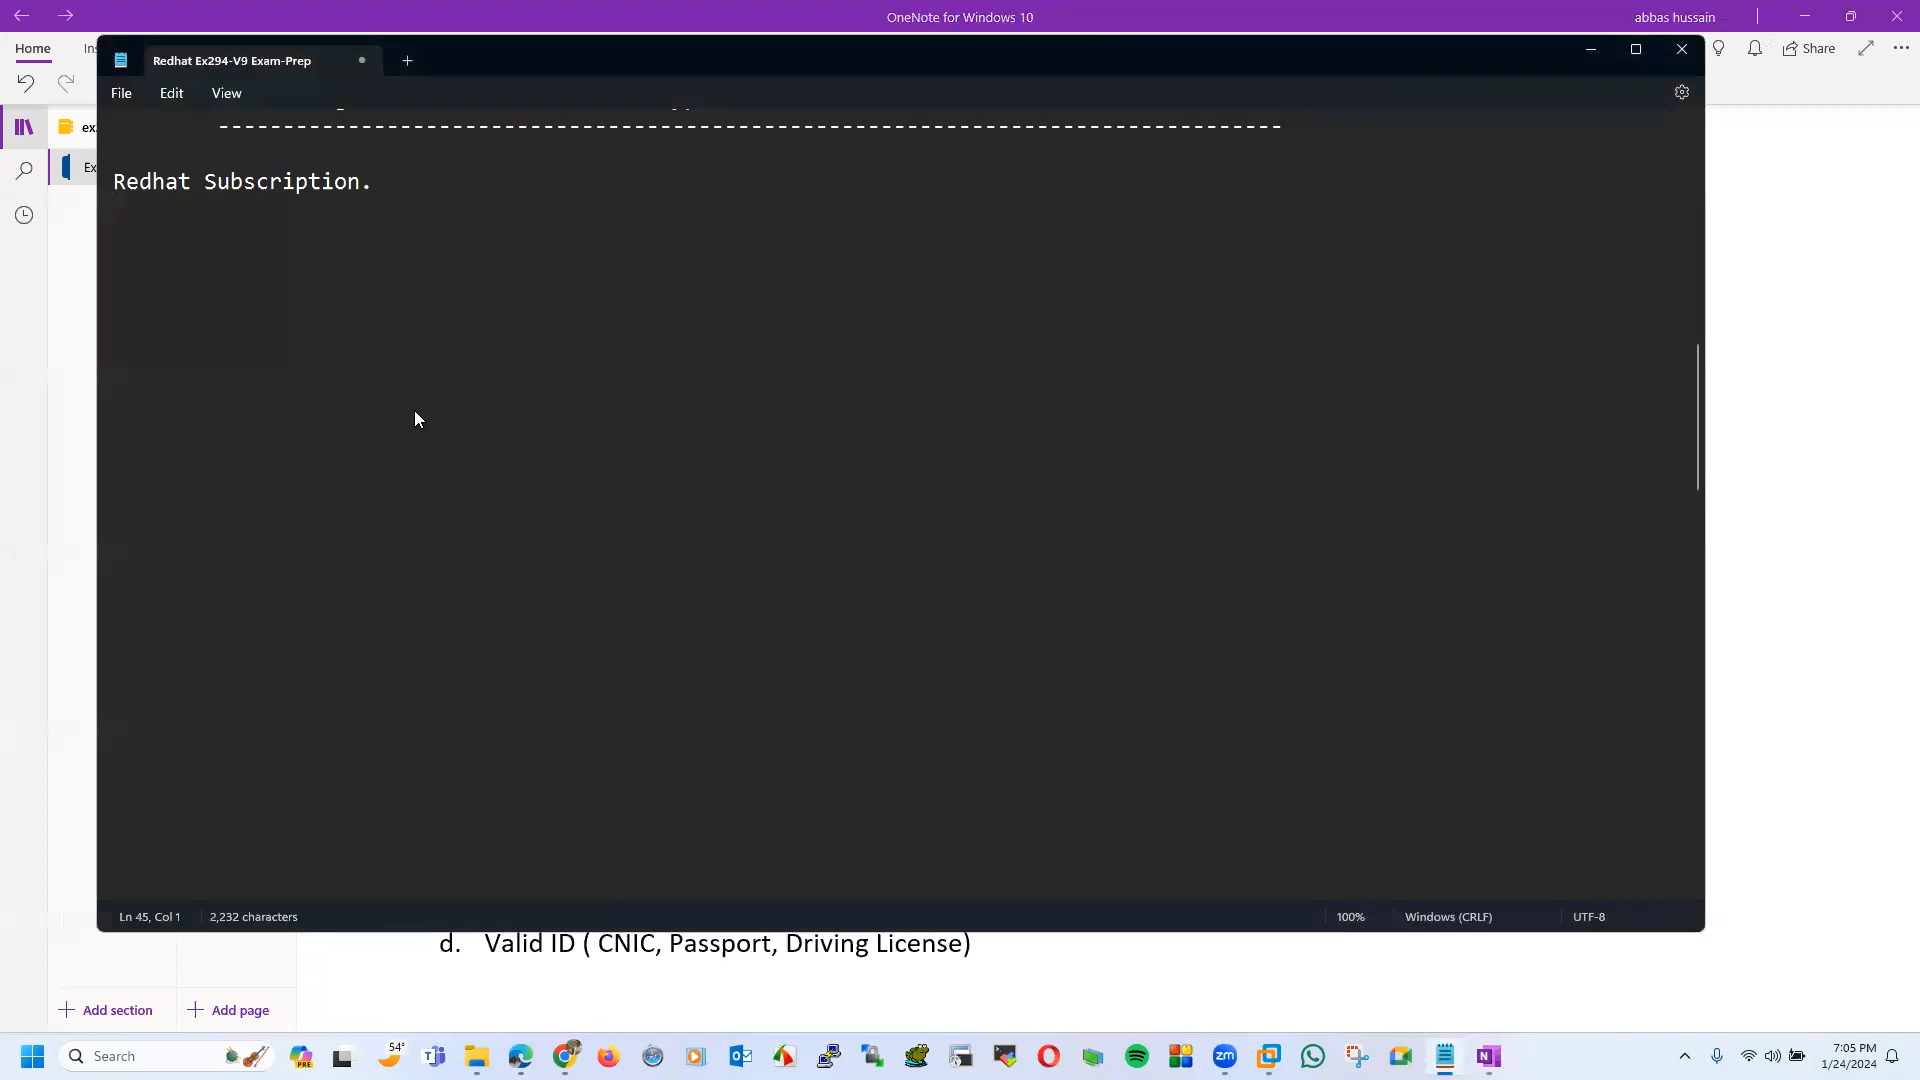 OneNote for Windows 10
abbas hussain
Home
Share
Redhat Ex294-V9 Exam-Prep
File
Edit
View
----------------------------------------------------------------------------------
Redhat Subscription.
Ln 45, Col 1
2,232 characters
100%
Windows (CRLF)
UTF-8
d. Valid ID ( CNIC, Passport, Driving License)
Add section
Add page
Search
PRE
54°
zm
N
7:05 PM
1/24/2024